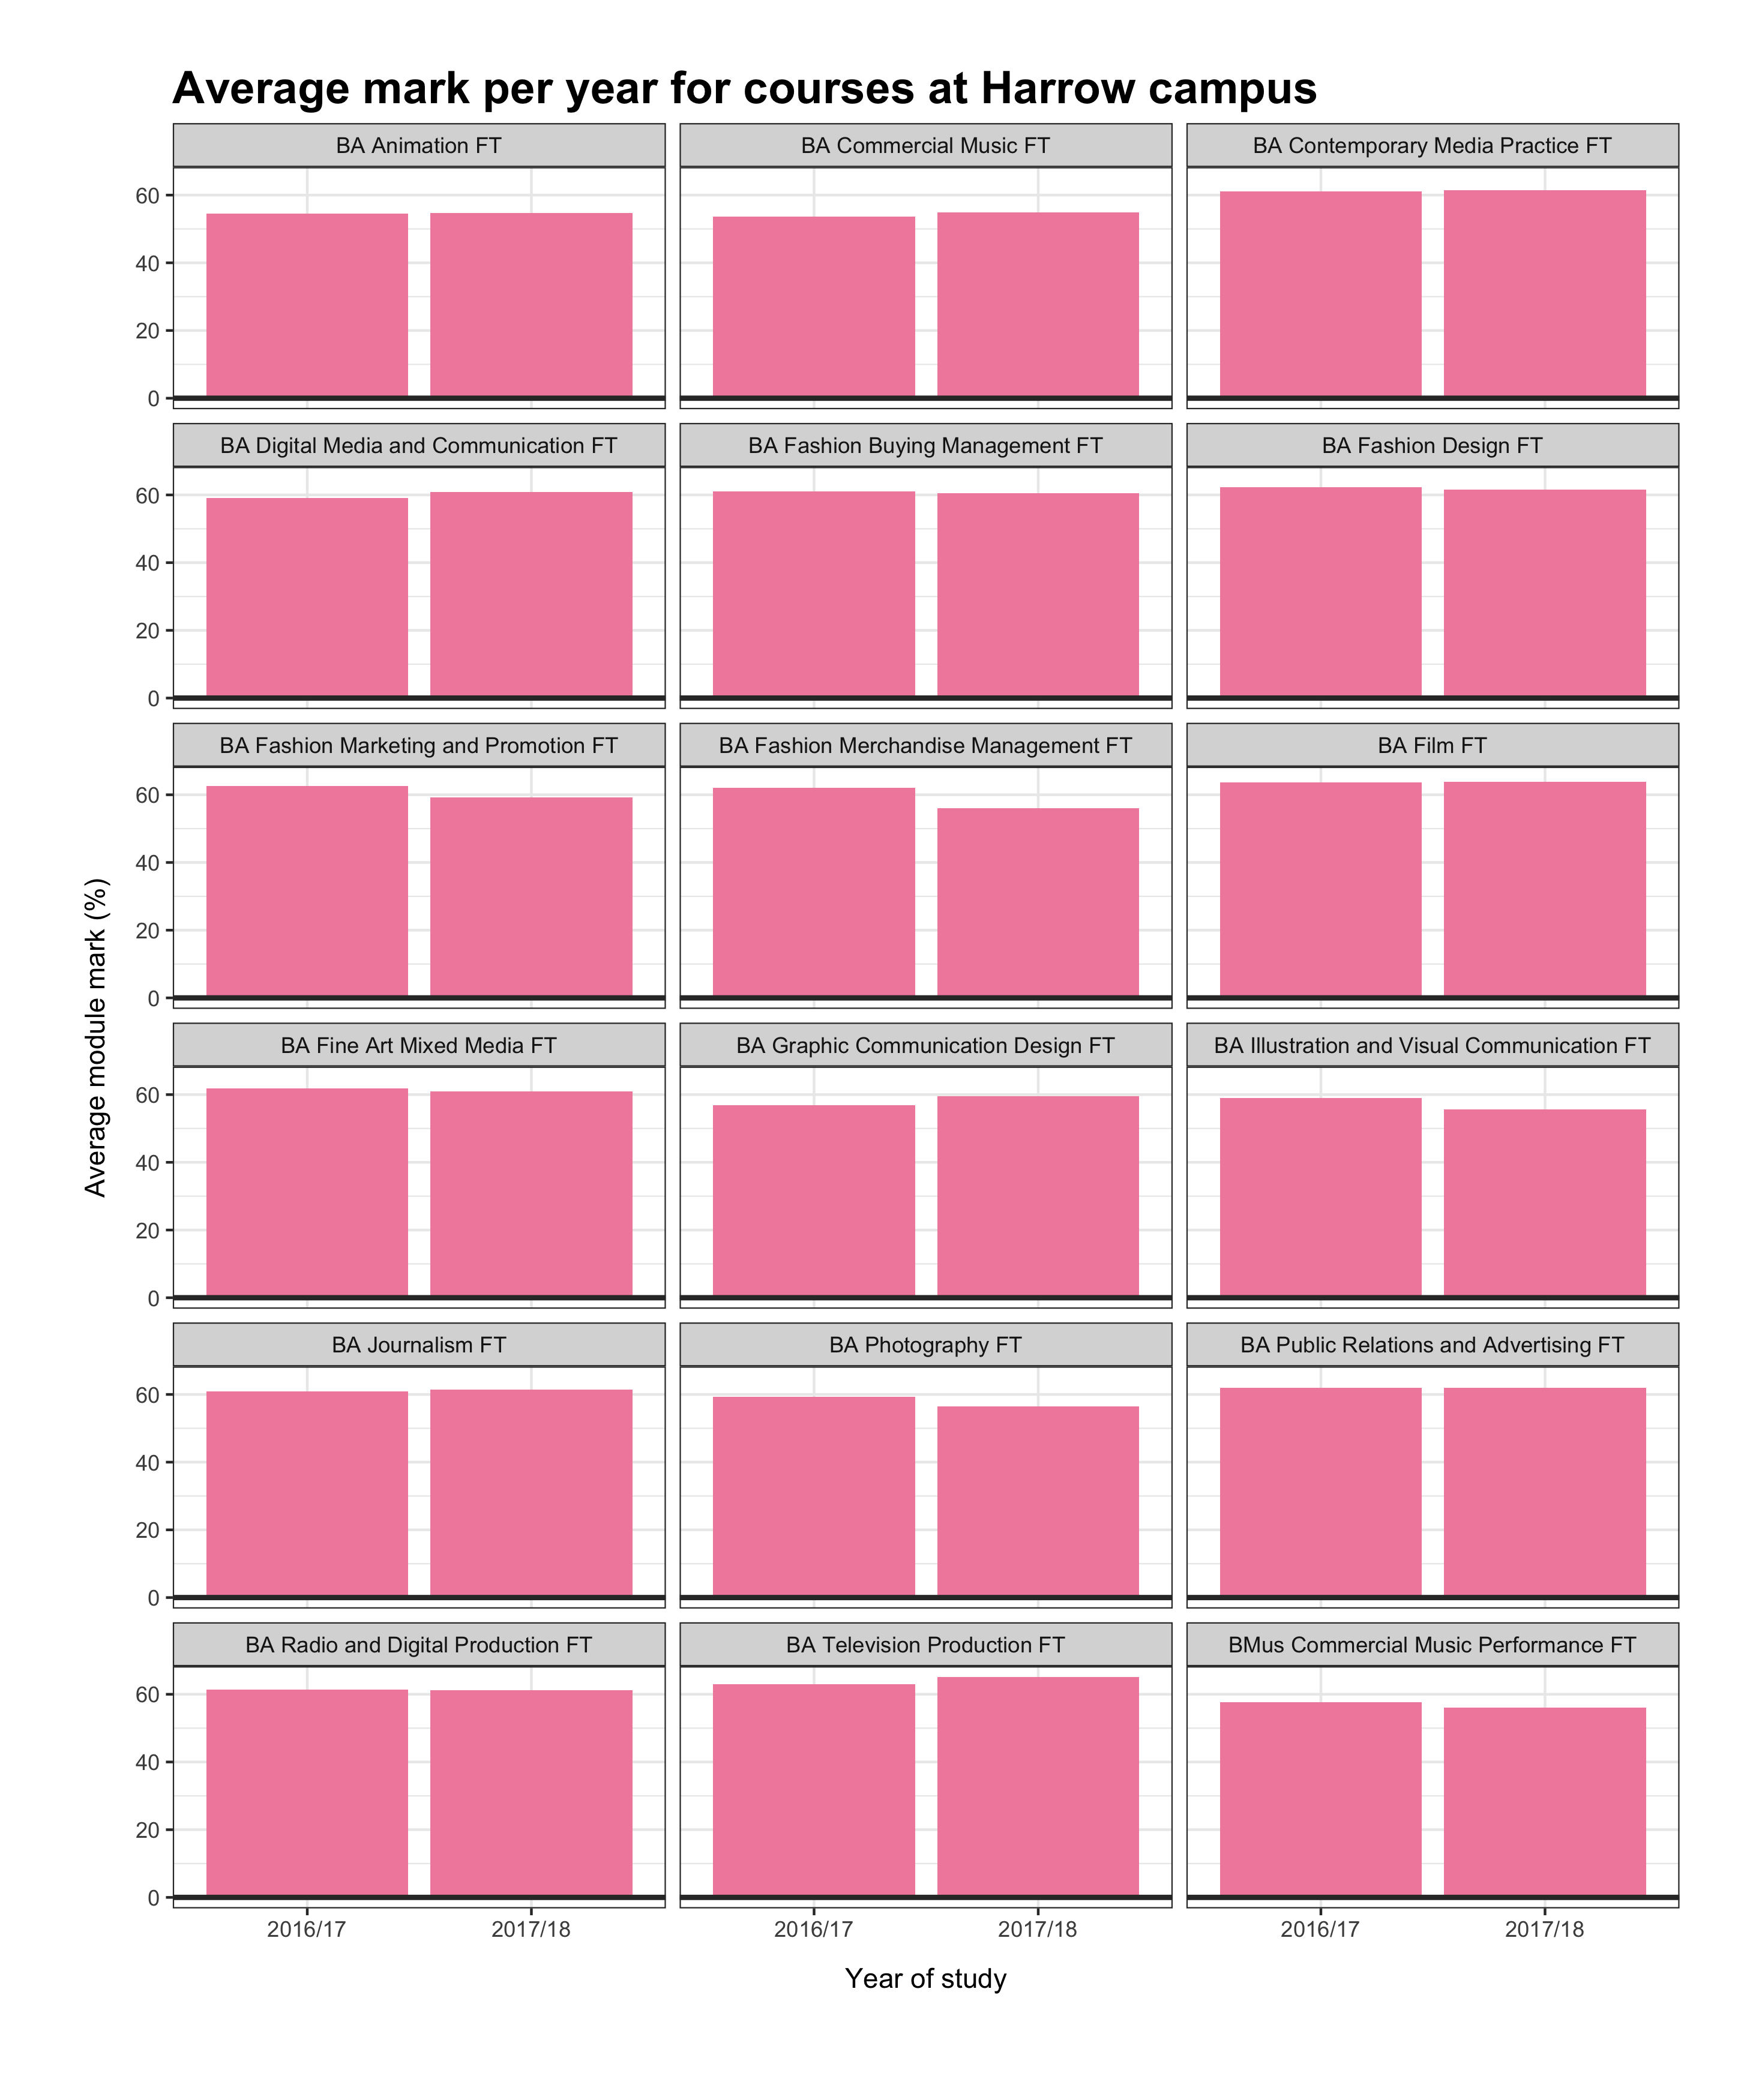 Average mark per year for courses at Harrow campus
BA Animation FT
BA Commercial Music FT
BA Contemporary Media Practice FT
60
40
20
0
BA Digital Media and Communication FT
BA Fashion Buying Management FT
BA Fashion Design FT
60
40
20
0
BA Fashion Marketing and Promotion FT
BA Fashion Merchandise Management FT
BA Film FT
60
40
20
0
Average module mark (%)
BA Fine Art Mixed Media FT
BA Graphic Communication Design FT
BA Illustration and Visual Communication FT
60
40
20
0
BA Journalism FT
BA Photography FT
BA Public Relations and Advertising FT
60
40
20
0
BA Radio and Digital Production FT
BA Television Production FT
BMus Commercial Music Performance FT
60
40
20
0
2016/17
2017/18
2016/17
2017/18
2016/17
2017/18
Year of study